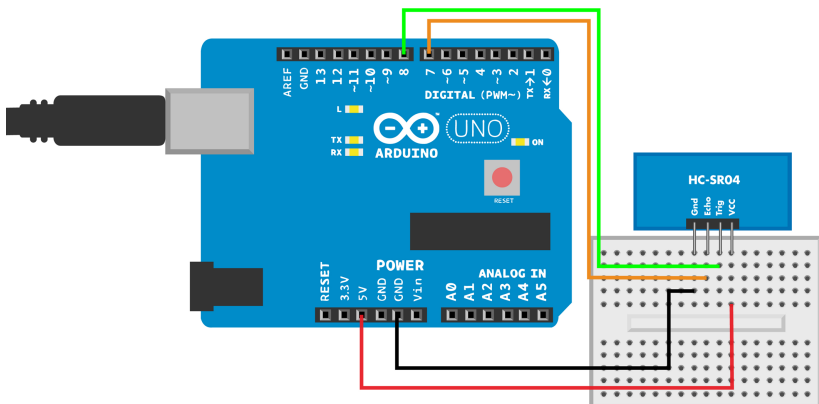 AREF
GND
13
12
~11
~10
~9
8
7
~6
~5
4
~3
2
TX→1
RX←0
DIGITAL (PWM~)
L
TX
RX
ARDUINO
™
UNO
ON
RESET
HC-SR04
Gnd
Echo
Trig
VCC
POWER
ANALOG IN
RESET
3.3V
5V
GND
GND
Vin
A0
A1
A2
A3
A4
A5